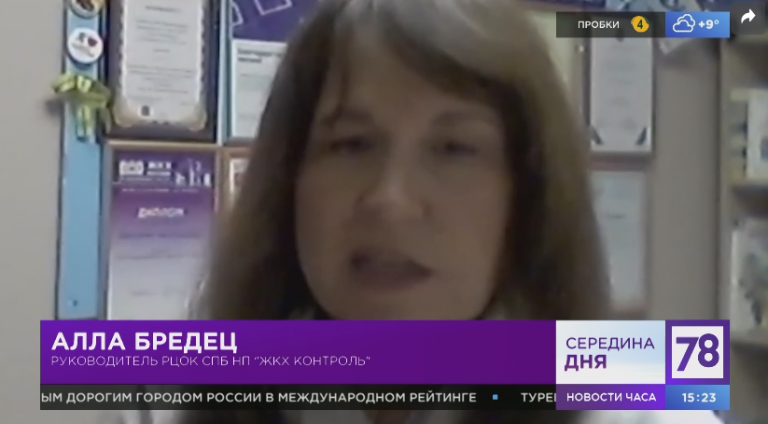 ПРОБКИ 4 +9°
ЖКХ
ДИПЛОМ
АЛЛА БРЕДЕЦ
РУКОВОДИТЕЛЬ РЦОК СПБ НП "ЖКХ КОНТРОЛЬ"
СЕРЕДИНА
ДНЯ
78
ЫМ ДОРОГИМ ГОРОДОМ РОССИИ В МЕЖДУНАРОДНОМ РЕЙТИНГЕ ▪ ТУРЕ
НОВОСТИ ЧАСА 15:23